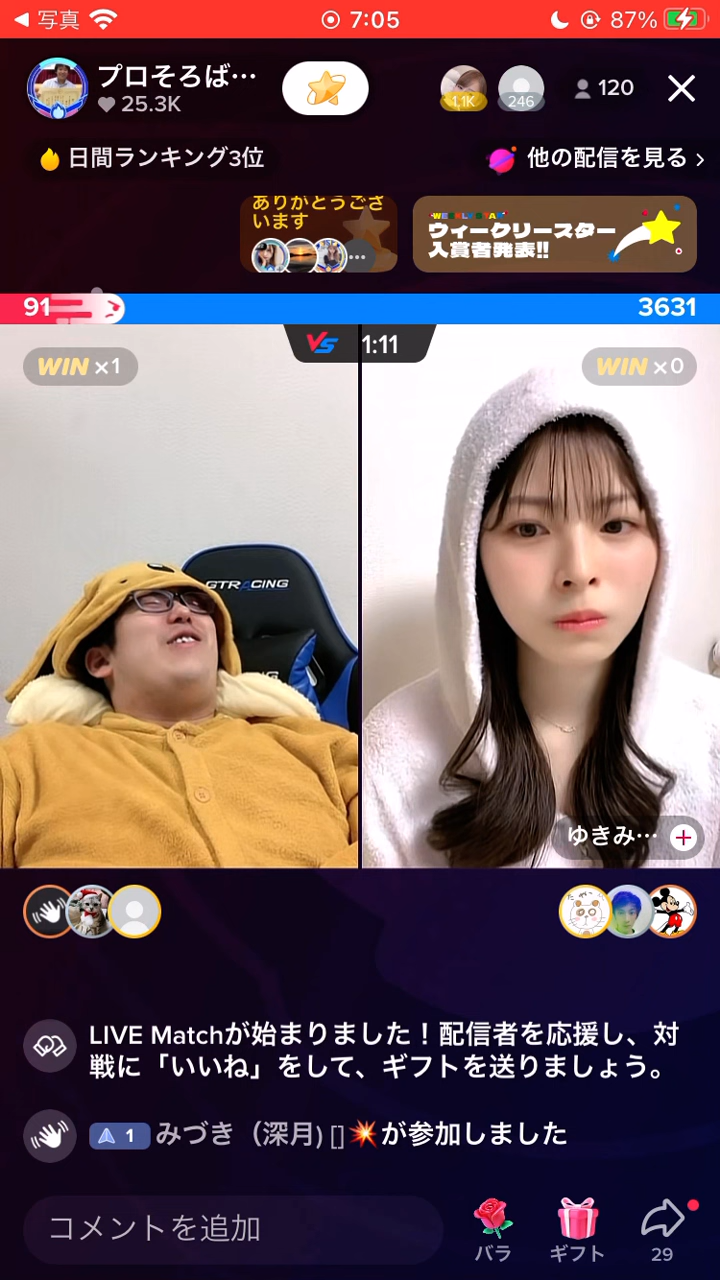 写真
7:05
87%
プロそろば…
25.3K
1.1K
246
120
日間ランキング3位
他の配信を見る
ありがとうござ
います
WEEKLY STAR
ウィークリースター
入賞者発表!!
91
3631
VS 1:11
WIN ×1
WIN ×0
GTRACING
ゆきみ…
LIVE Matchが始まりました！配信者を応援し、対
戦に「いいね」をして、ギフトを送りましょう。
1 みづき（深月) []💥が参加しました
コメントを追加
バラ
ギフト
29